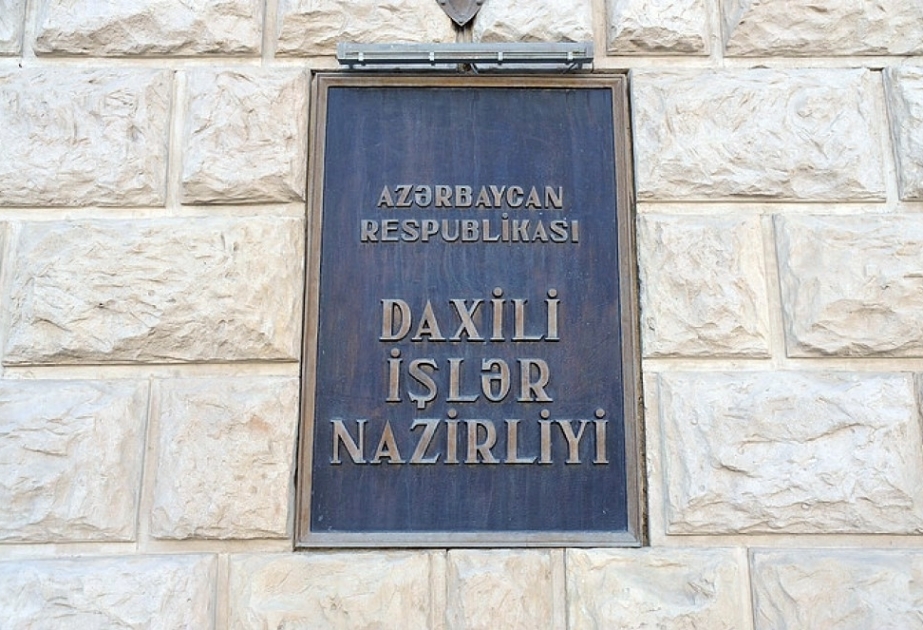 AZƏRBAYCAN
RESPUBLİKASI
DAXİLİ
İŞLƏR
NAZİRLİYİ